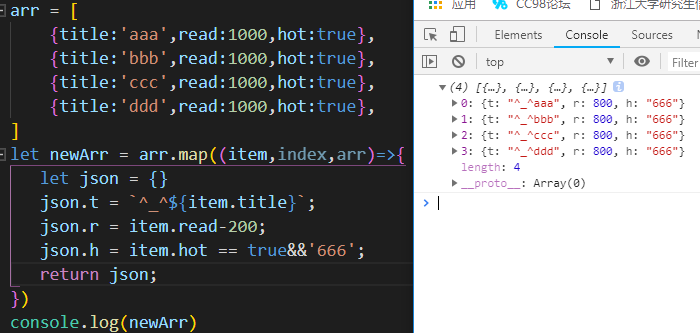 arr = [
{title:'aaa',read:1000,hot:true},
{title:'bbb',read:1000,hot:true},
{title:'ccc',read:1000,hot:true},
{title:'ddd',read:1000,hot:true},
]
let newArr = arr.map((item,index,arr)=>{
let json = {}
json.t = `^_^${item.title}`;
json.r = item.read-200;
json.h = item.hot == true&&'666';
return json;
})
console.log(newArr)
应用 CC98论坛 浙江大学研究生信
Elements Console Sources
top Filter
(4) [{…}, {…}, {…}, {…}]
0: {t: "^_^aaa", r: 800, h: "666"}
1: {t: "^_^bbb", r: 800, h: "666"}
2: {t: "^_^ccc", r: 800, h: "666"}
3: {t: "^_^ddd", r: 800, h: "666"}
length: 4
__proto__: Array(0)